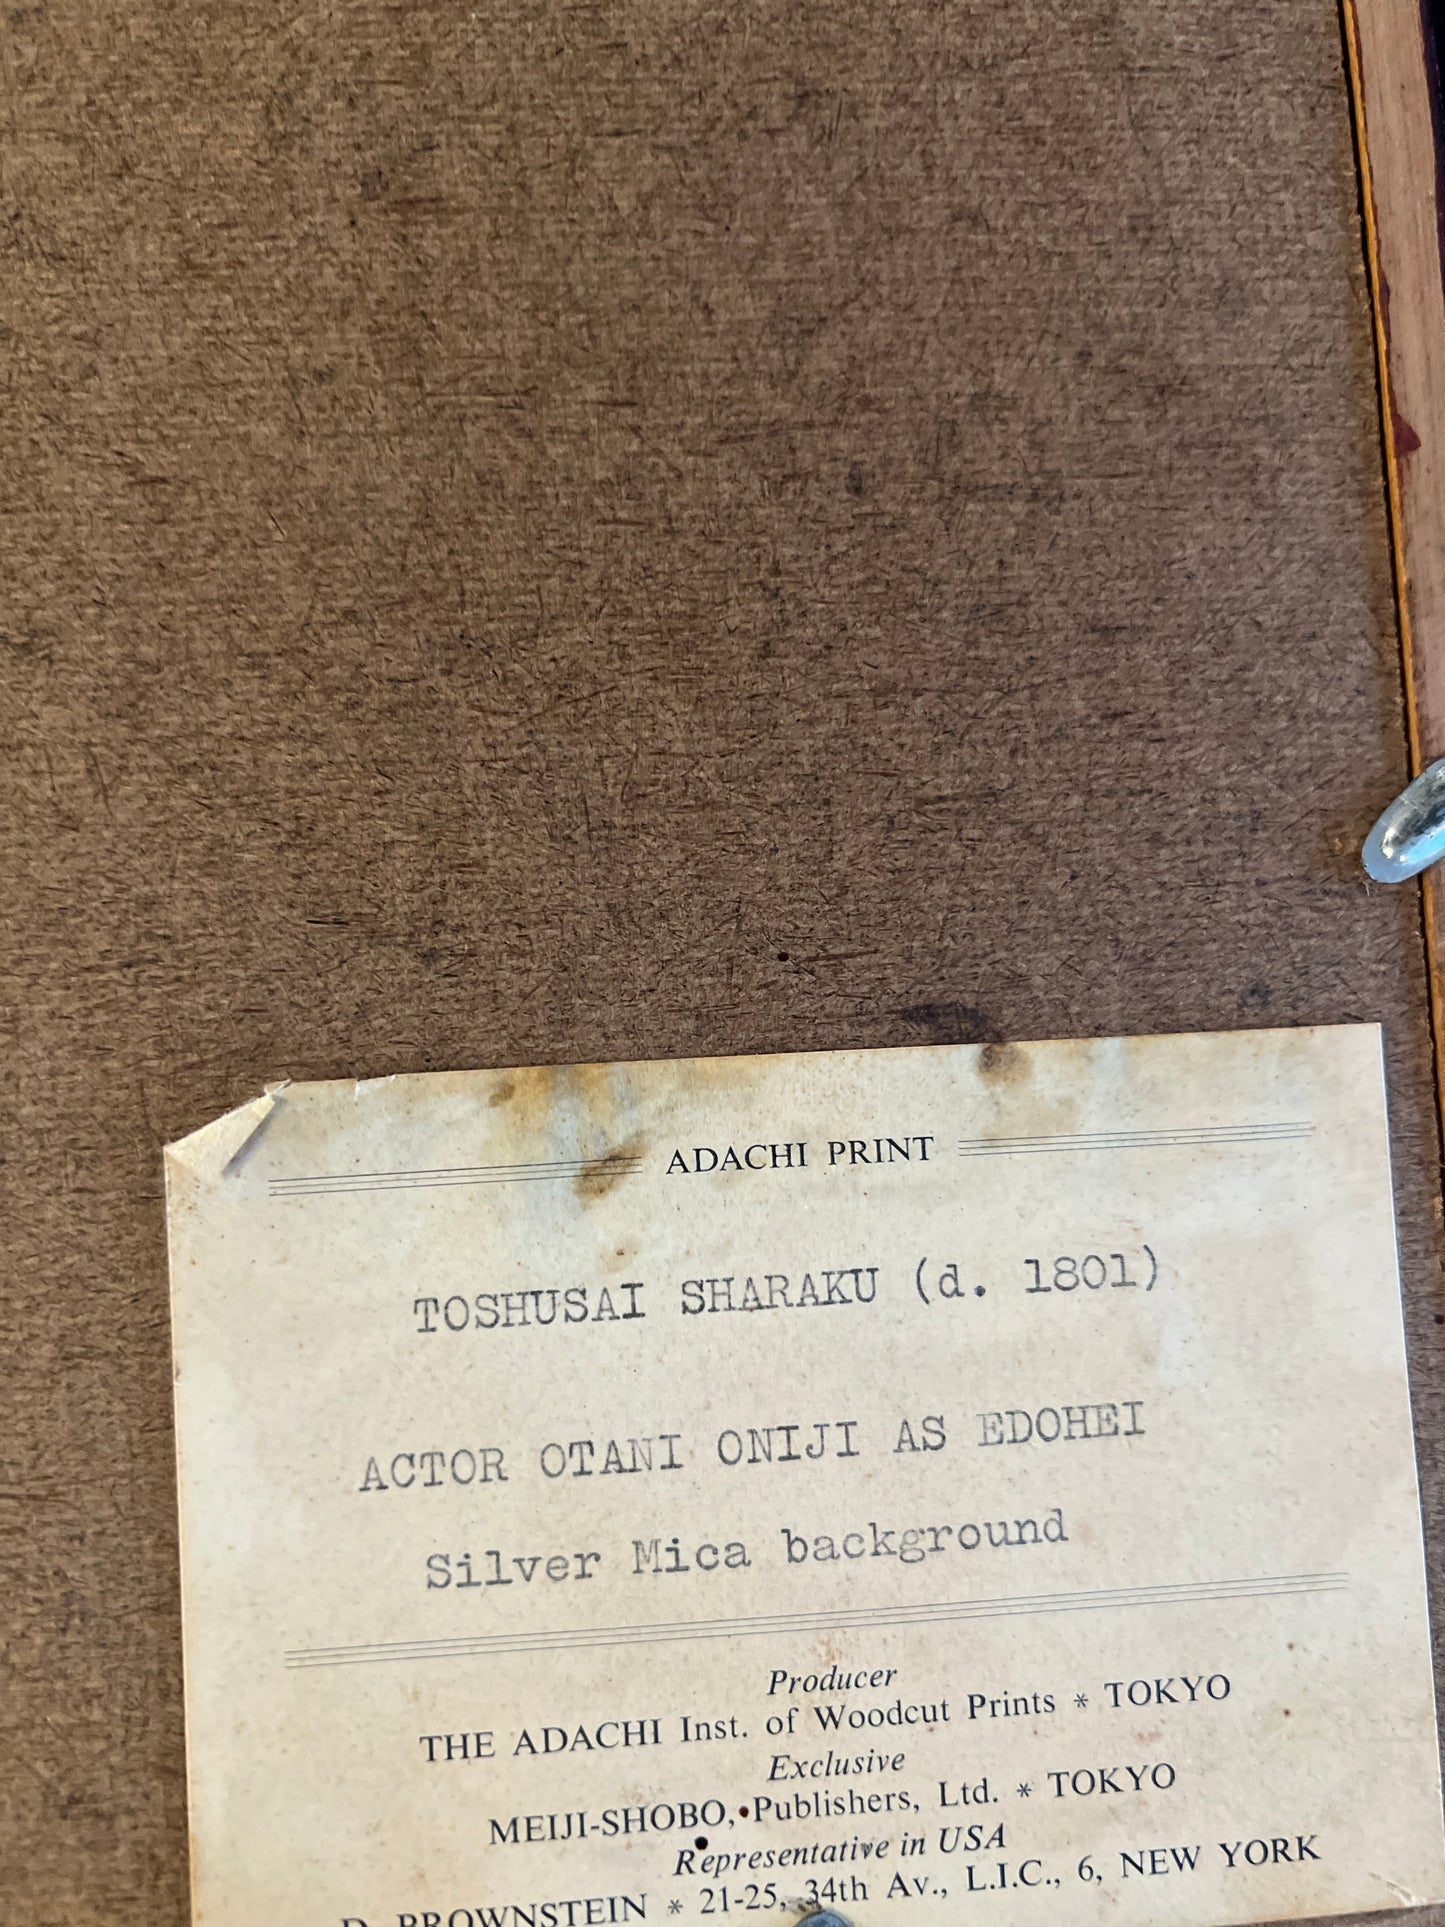 ADACHI PRINT
TOSHUSAI SHARAKU (d. 1801)
ACTOR OTANI ONIJI AS EDOHEI
Silver Mica background
Producer
THE ADACHI Inst. of Woodcut Prints * TOKYO
Exclusive
MEIJI-SHOBO, Publishers, Ltd. * TOKYO
Representative in USA
D. BROWNSTEIN * 21-25, 34th Av., L.I.C., 6, NEW YORK